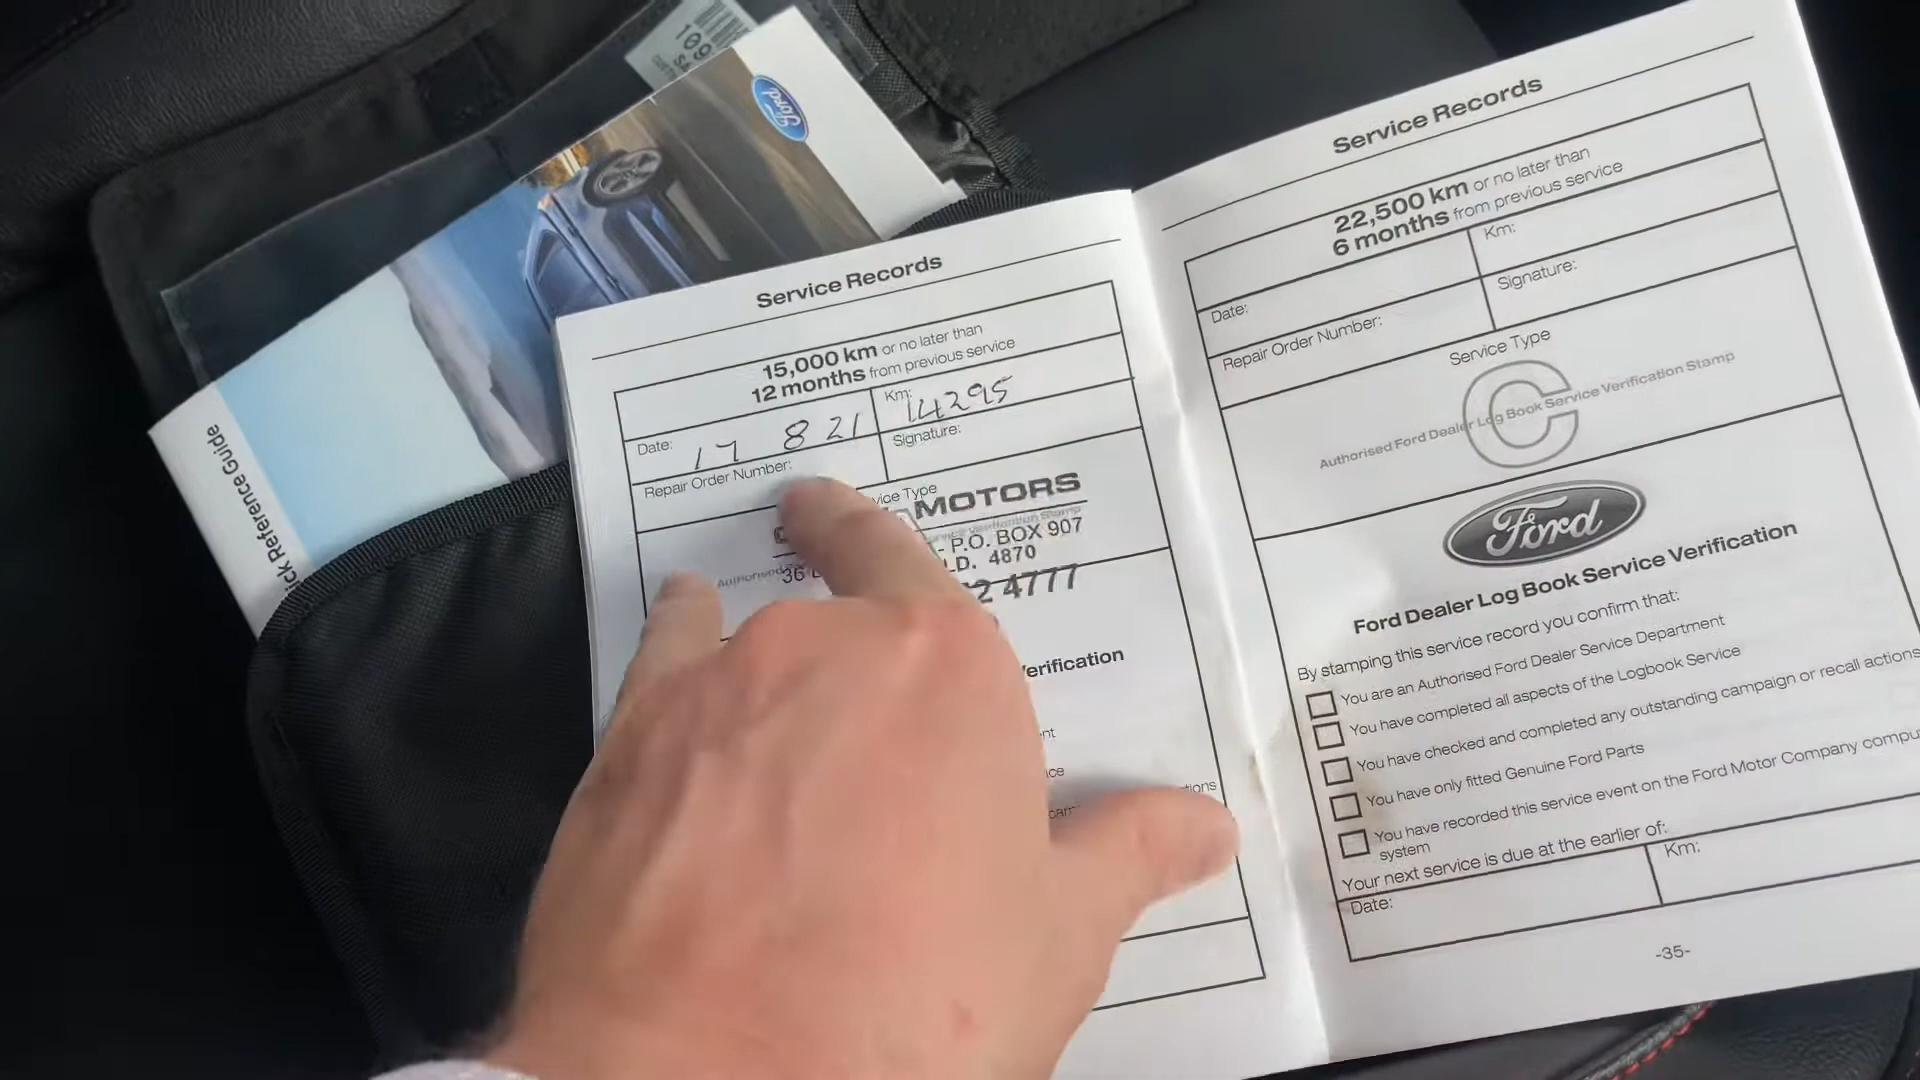 109
Ford
Reference Guide
Service Records
15,000 km or no later than
12 months from previous service
Date: 17 8 21
Km: 14295
Repair Order Number:
Signature:
MOTORS
- P.O. BOX 907
36
4870
4777
Verification
Service Records
22,500 km or no later than
6 months from previous service
Date:
Km:
Repair Order Number:
Signature:
Service Type
C
Authorised Ford Dealer Log Book Service Verification Stamp
Ford
Ford Dealer Log Book Service Verification
By stamping this service record you confirm that:
You are an Authorised Ford Dealer Service Department
You have completed all aspects of the Logbook Service
You have checked and completed any outstanding campaign or recall actions
You have only fitted Genuine Ford Parts
You have recorded this service event on the Ford Motor Company
system
Your next service is due at the earlier of:
Date:
Km:
-35-